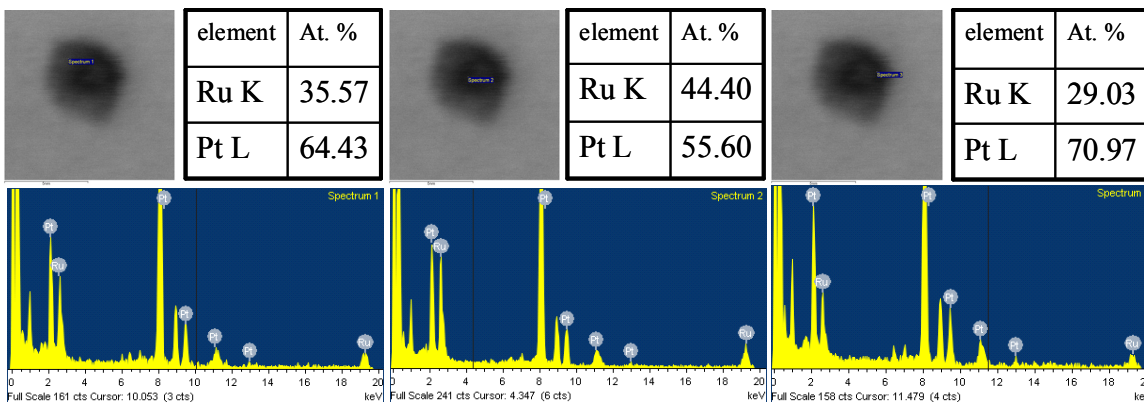 element At. %
Ru K 35.57
Pt L 64.43
Spectrum 1
element At. %
Ru K 44.40
Pt L 55.60
Spectrum 2
element At. %
Ru K 29.03
Pt L 70.97
Spectrum 3
Spectrum 1
Pt
Pt
Ru
Pt
Pt
Pt
Ru
0 2 4 6 8 10 12 14 16 18 20
Full Scale 161 cts Cursor: 10.053 (3 cts) keV
Spectrum 2
Pt
Pt
Ru
Pt
Pt
Pt
Ru
0 2 4 6 8 10 12 14 16 18 20
Full Scale 241 cts Cursor: 4.347 (6 cts) keV
Spectrum
Pt
Pt
Ru
Pt
Pt
Pt
Ru
0 2 4 6 8 10 12 14 16 18 2
Full Scale 158 cts Cursor: 11.479 (4 cts) ke